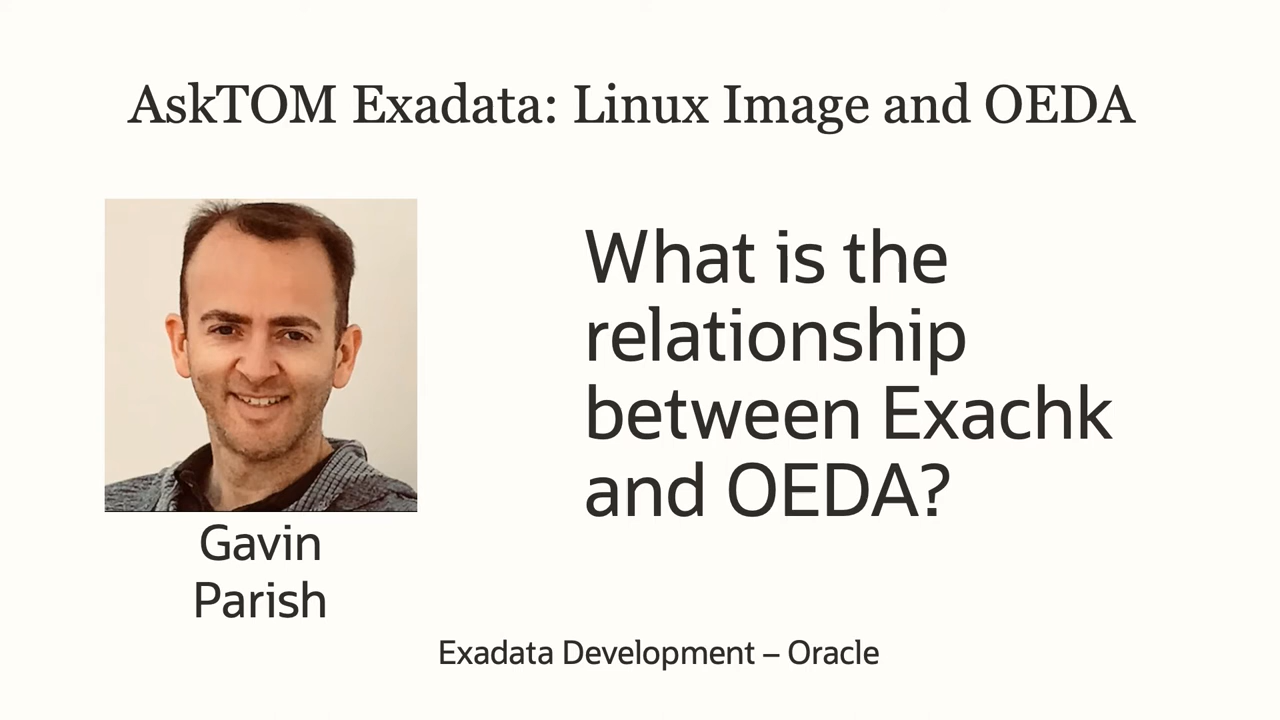 AskTOM Exadata: Linux Image and OEDA
What is the
relationship
between Exachk
and OEDA?
Gavin
Parish
Exadata Development – Oracle